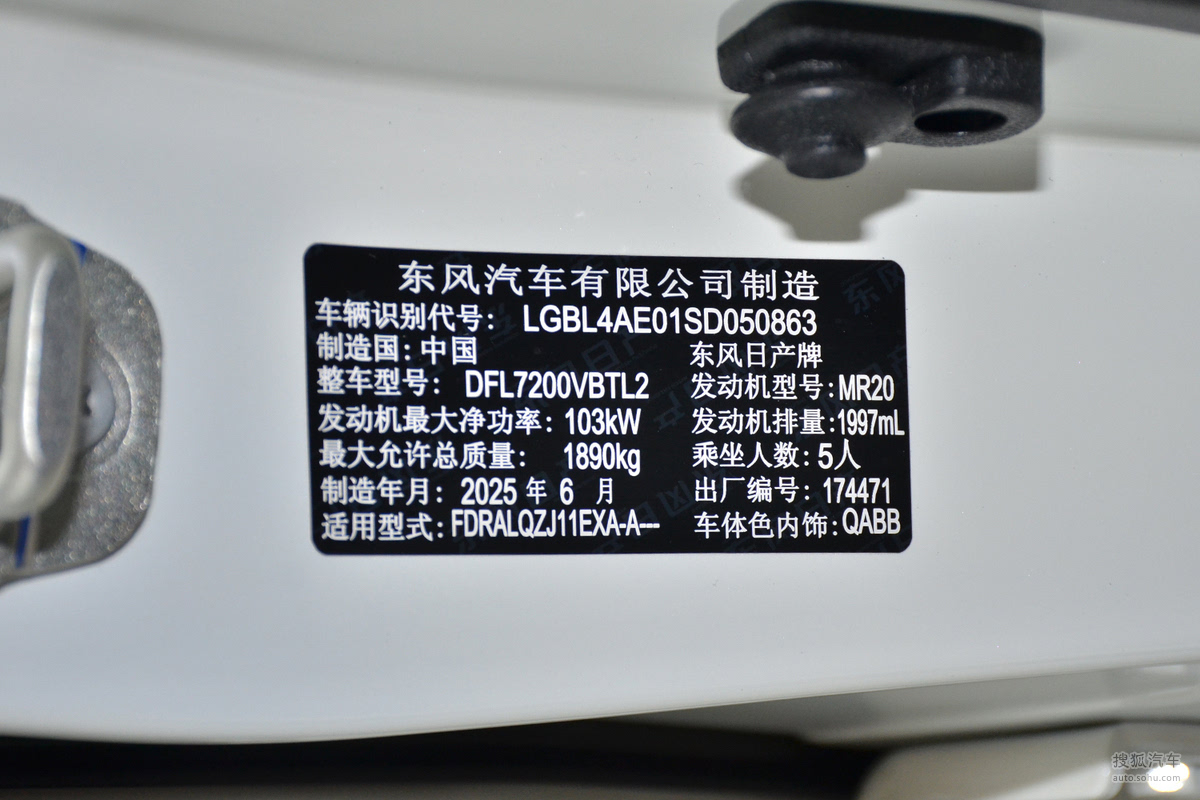 东风汽车有限公司制造
车辆识别代号: LGBL4AE01SD050863
制造国: 中国 东风日产牌
整车型号: DFL7200VBTL2 发动机型号: MR20
发动机最大净功率: 103kW 发动机排量: 1997mL
最大允许总质量: 1890kg 乘坐人数: 5人
制造年月: 2025 年 6 月 出厂编号: 174471
适用型式: FDRALQZJ11EXA-A--- 车体色内饰: QABB
搜狐汽车
auto.sohu.com